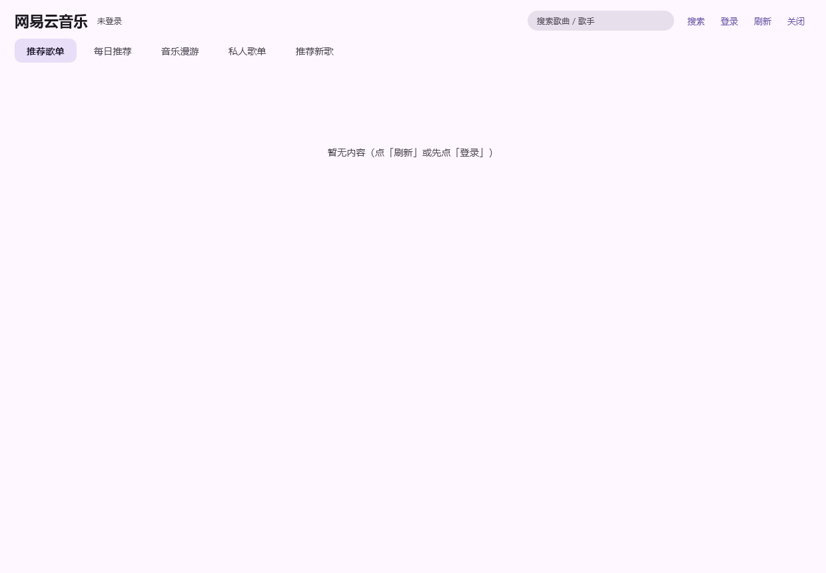 网易云音乐 未登录 搜索歌曲 / 歌手 搜索 登录 刷新 关闭
推荐歌单 每日推荐 音乐漫游 私人歌单 推荐新歌
暂无内容（点「刷新」或先点「登录」）